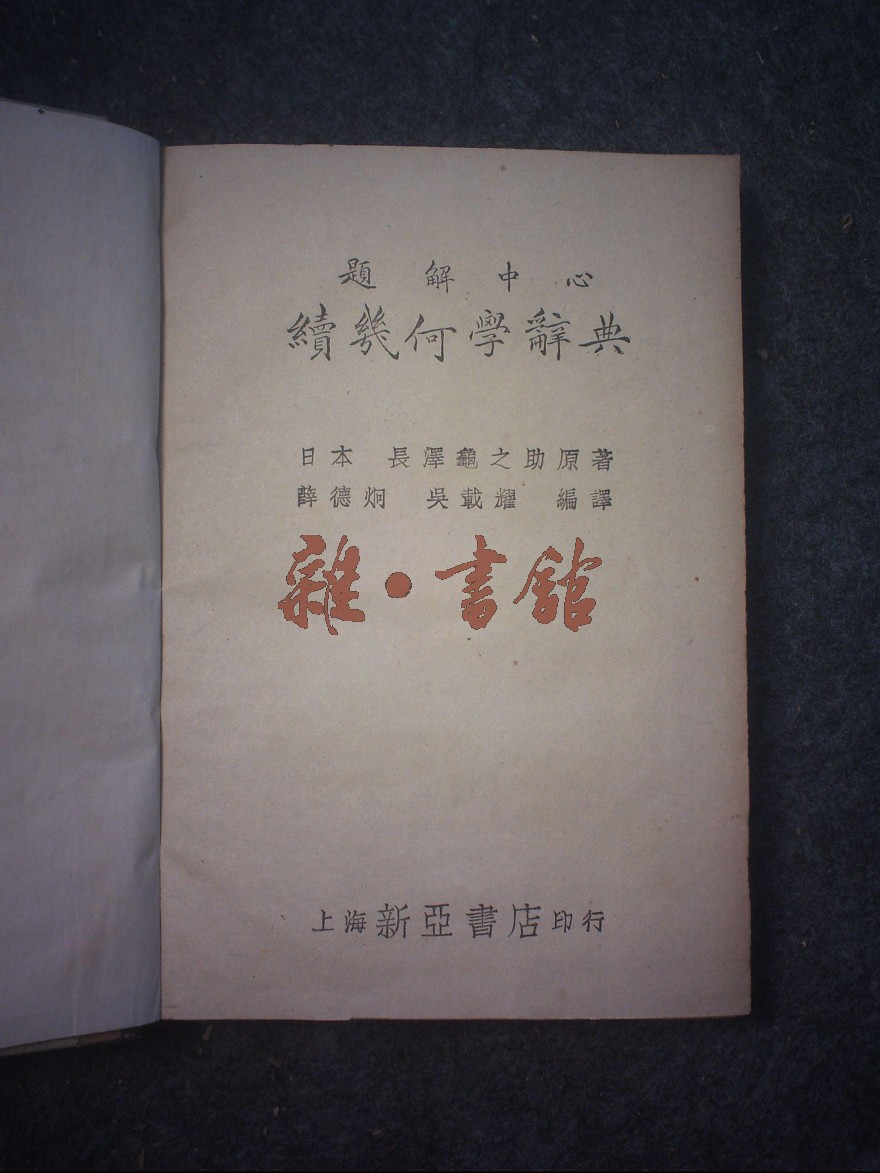 題解中心
續幾何學辭典
日本 長澤龜之助原著
薛德炯 吳載耀 編譯
雜·書館
上海新亞書店印行